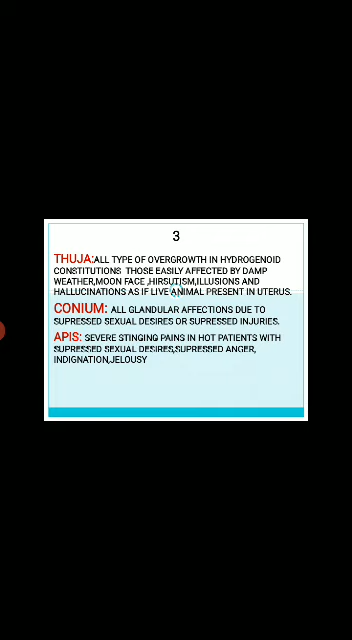 3
THUJA:ALL TYPE OF OVERGROWTH IN HYDROGENOID
CONSTITUTIONS THOSE EASILY AFFECTED BY DAMP
WEATHER,MOON FACE ,HIRSUTISM,ILLUSIONS AND
HALLUCINATIONS AS IF LIVE ANIMAL PRESENT IN UTERUS.
CONIUM: ALL GLANDULAR AFFECTIONS DUE TO
SUPRESSED SEXUAL DESIRES OR SUPRESSED INJURIES.
APIS: SEVERE STINGING PAINS IN HOT PATIENTS WITH
SUPRESSED SEXUAL DESIRES,SUPRESSED ANGER,
INDIGNATION,JELOUSY